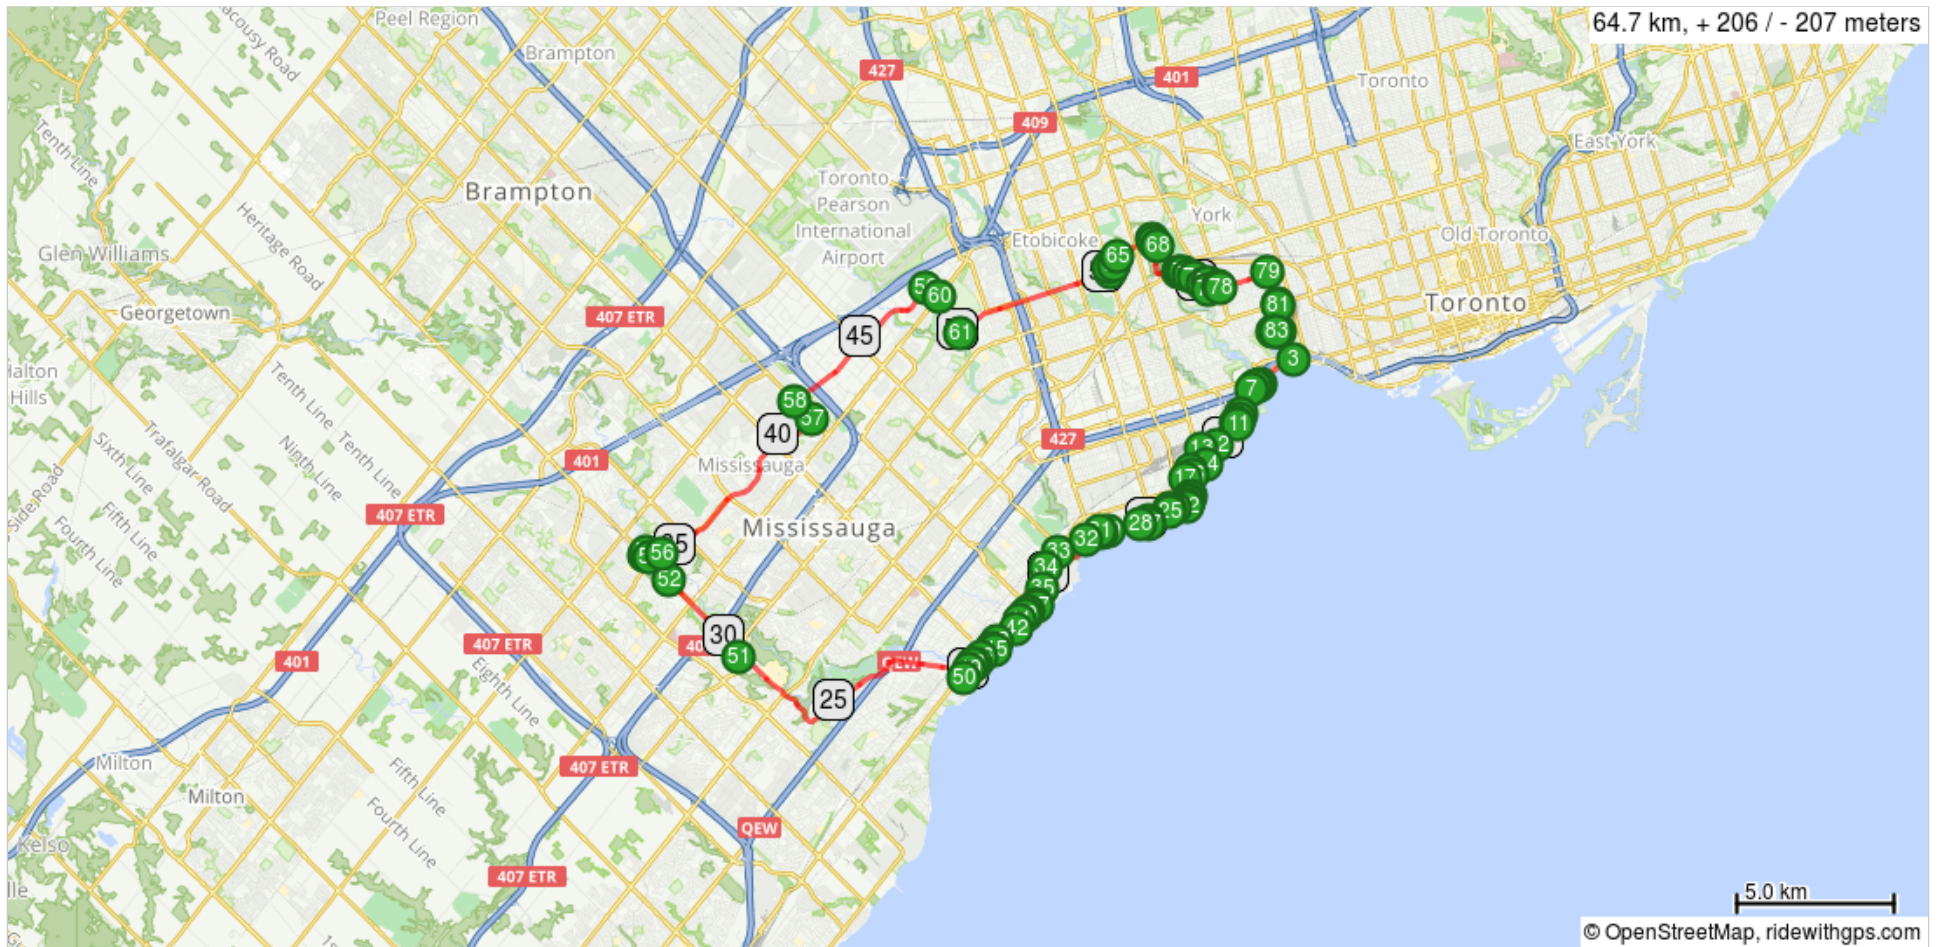 64.7 km, + 206 / - 207 meters
Peel Region
Brampton
427
401
Toronto
409
East York
Tenth Line
Toronto
Pearson
International
Airport
Brampton
Heritage Road
York
Etobicoke
Old Toronto
Glen Williams
65
68
79
78
60
Georgetown
407 ETR
45
61
81
Toronto
83
3
Halton
Hills
Tenth Line
58
57
7
11
Trafalgar Road
Sixth Line
Ninth Line
Tenth Line
40
427
13
401
Mississauga
17
Fifth Line
Fourth Line
407 ETR
Mississauga
25
28
32
33
56
52
34
35
30
42
407 ETR
51
401
QEW
50
Eighth Line
25
Milton
407 ETR
Fifth Line
Milton
Fourth Line
QEW
Kelso
407 ETR
5.0 km
© OpenStreetMap, ridewithgps.com